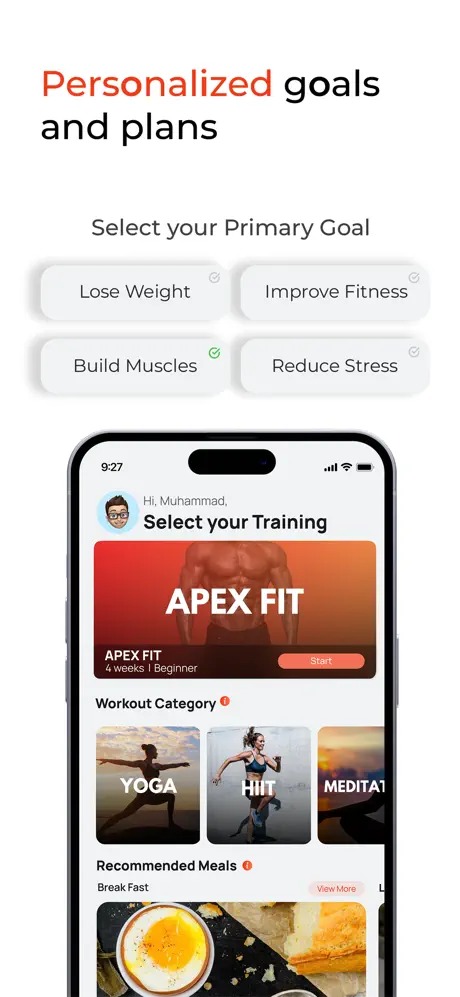 Personalized goals
and plans
Select your Primary Goal
Lose Weight
Improve Fitness
Build Muscles
Reduce Stress
9:27
Hi, Muhammad,
Select your Training
APEX FIT
APEX FIT
4 weeks | Beginner
Start
Workout Category
YOGA
HIIT
MEDITAT
Recommended Meals
Break Fast
View More
L